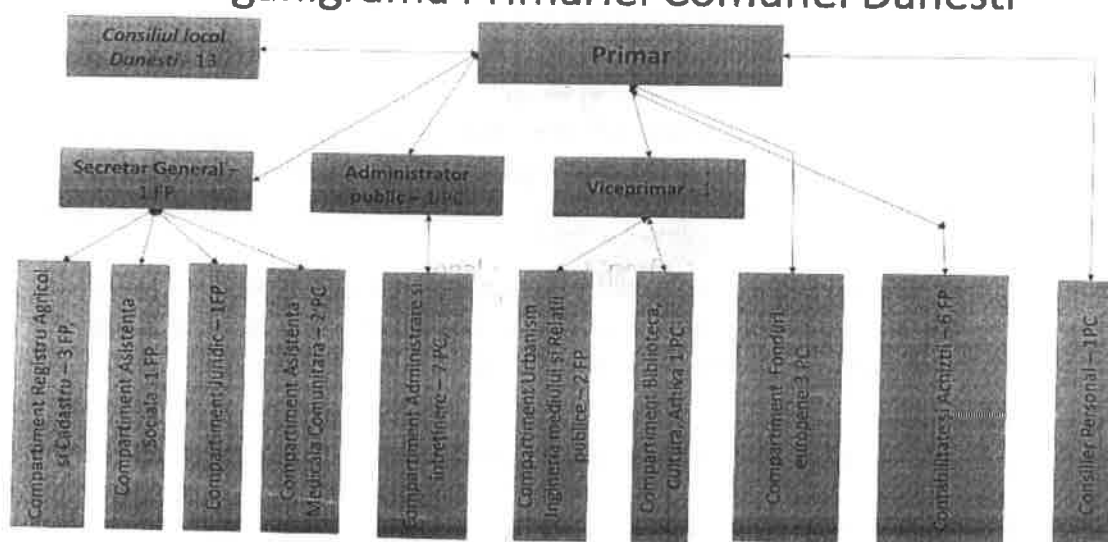 Primariei Comunei Danesti
Consiliul local
Danesti - 13
Primar
Secretar General –
1 FP
Administrator
public – 1 PC
Viceprimar - 1
Compartiment Registru Agricol
si Cadastru – 3 FP,
Compartiment Asistenta
Sociala -1 FP
Compartiment Juridic – 1FP
Compartiment Asistenta
Medicala Comunitara – 2 PC
Compartiment Administrare si
intretinere – 7 PC,
Compartiment Urbanism
Ingineria mediului si Relatii
publice – 2 FP
Compartiment Biblioteca,
Cultura, Arhiva 1 PC,
Compartiment Fonduri
europene 3 PC
Contabilitate si Achizitii – 6 FP
Consilier Personal – 1PC